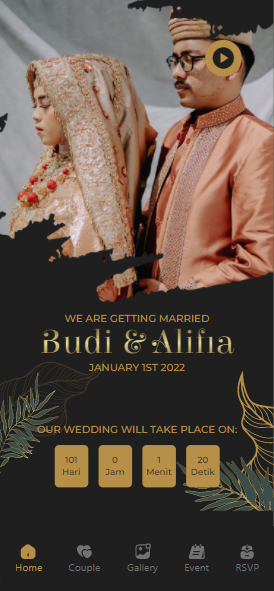 WE ARE GETTING MARRIED
Budi & Alifia
JANUARY 1ST 2022
OUR WEDDING WILL TAKE PLACE ON:
101 0 1 20
Hari Jam Menit Detik
Home Couple Gallery Event RSVP